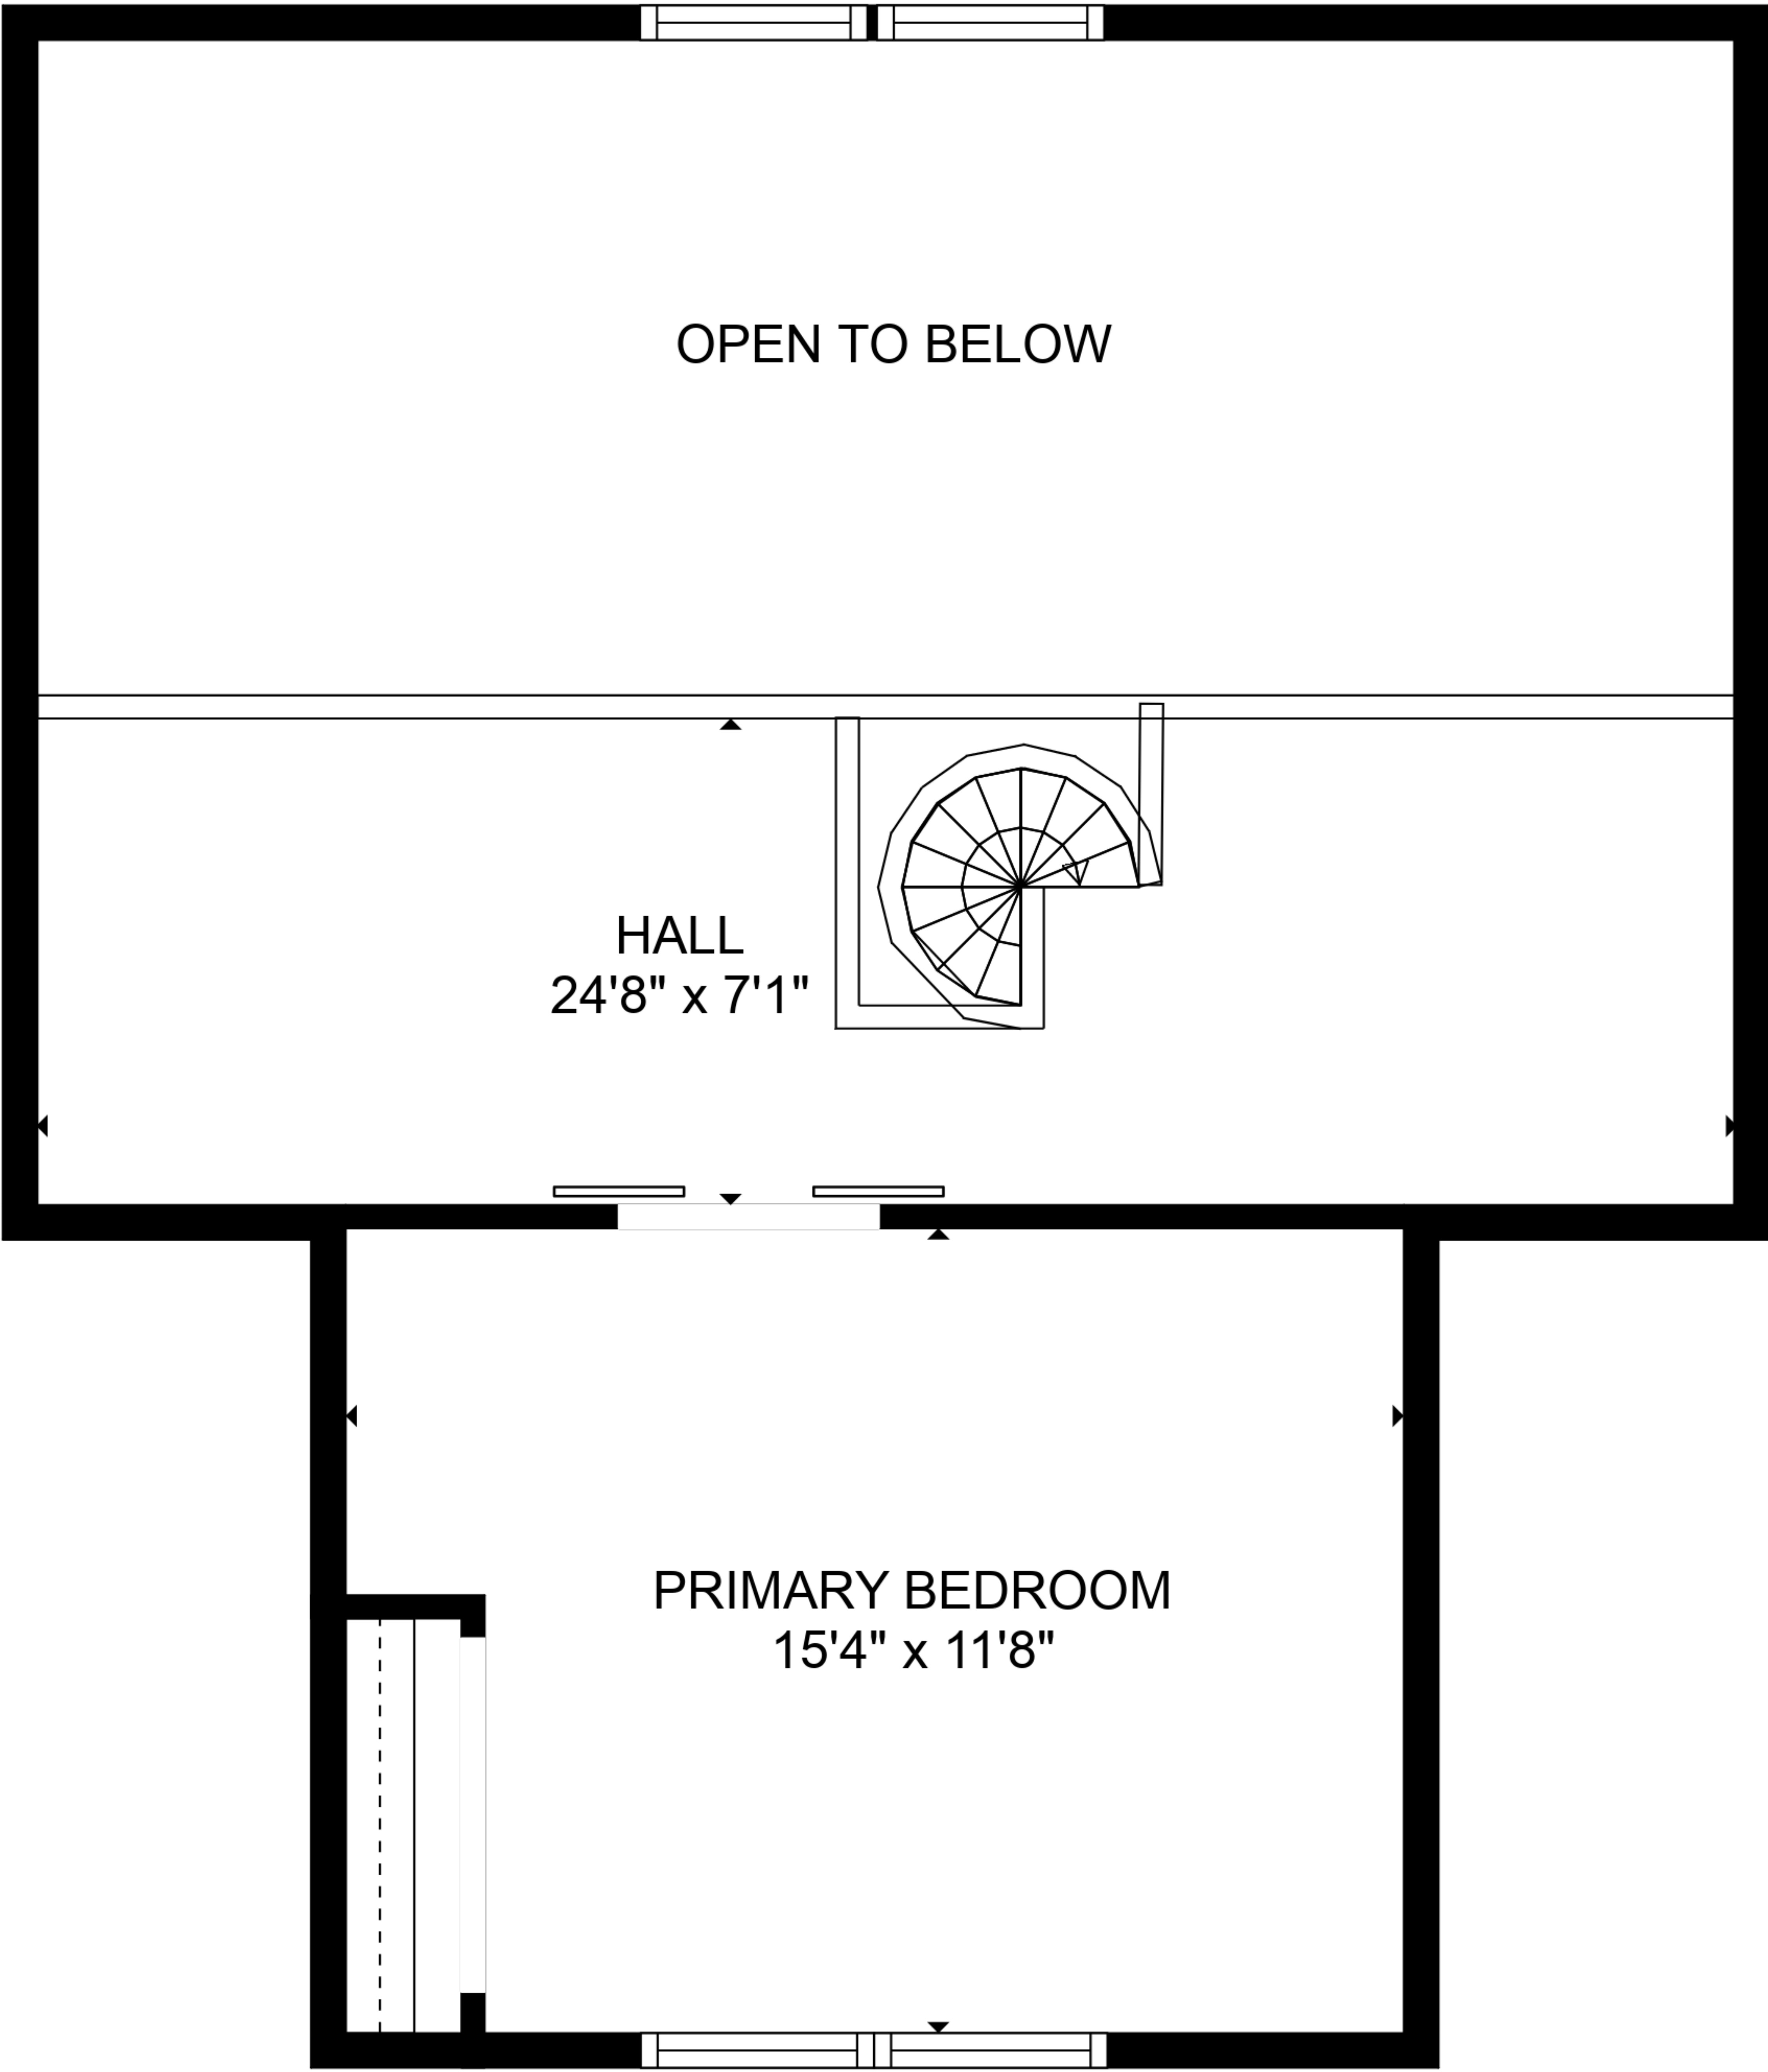 OPEN TO BELOW
HALL
24'8" x 7'1"
PRIMARY BEDROOM
15'4" x 11'8"